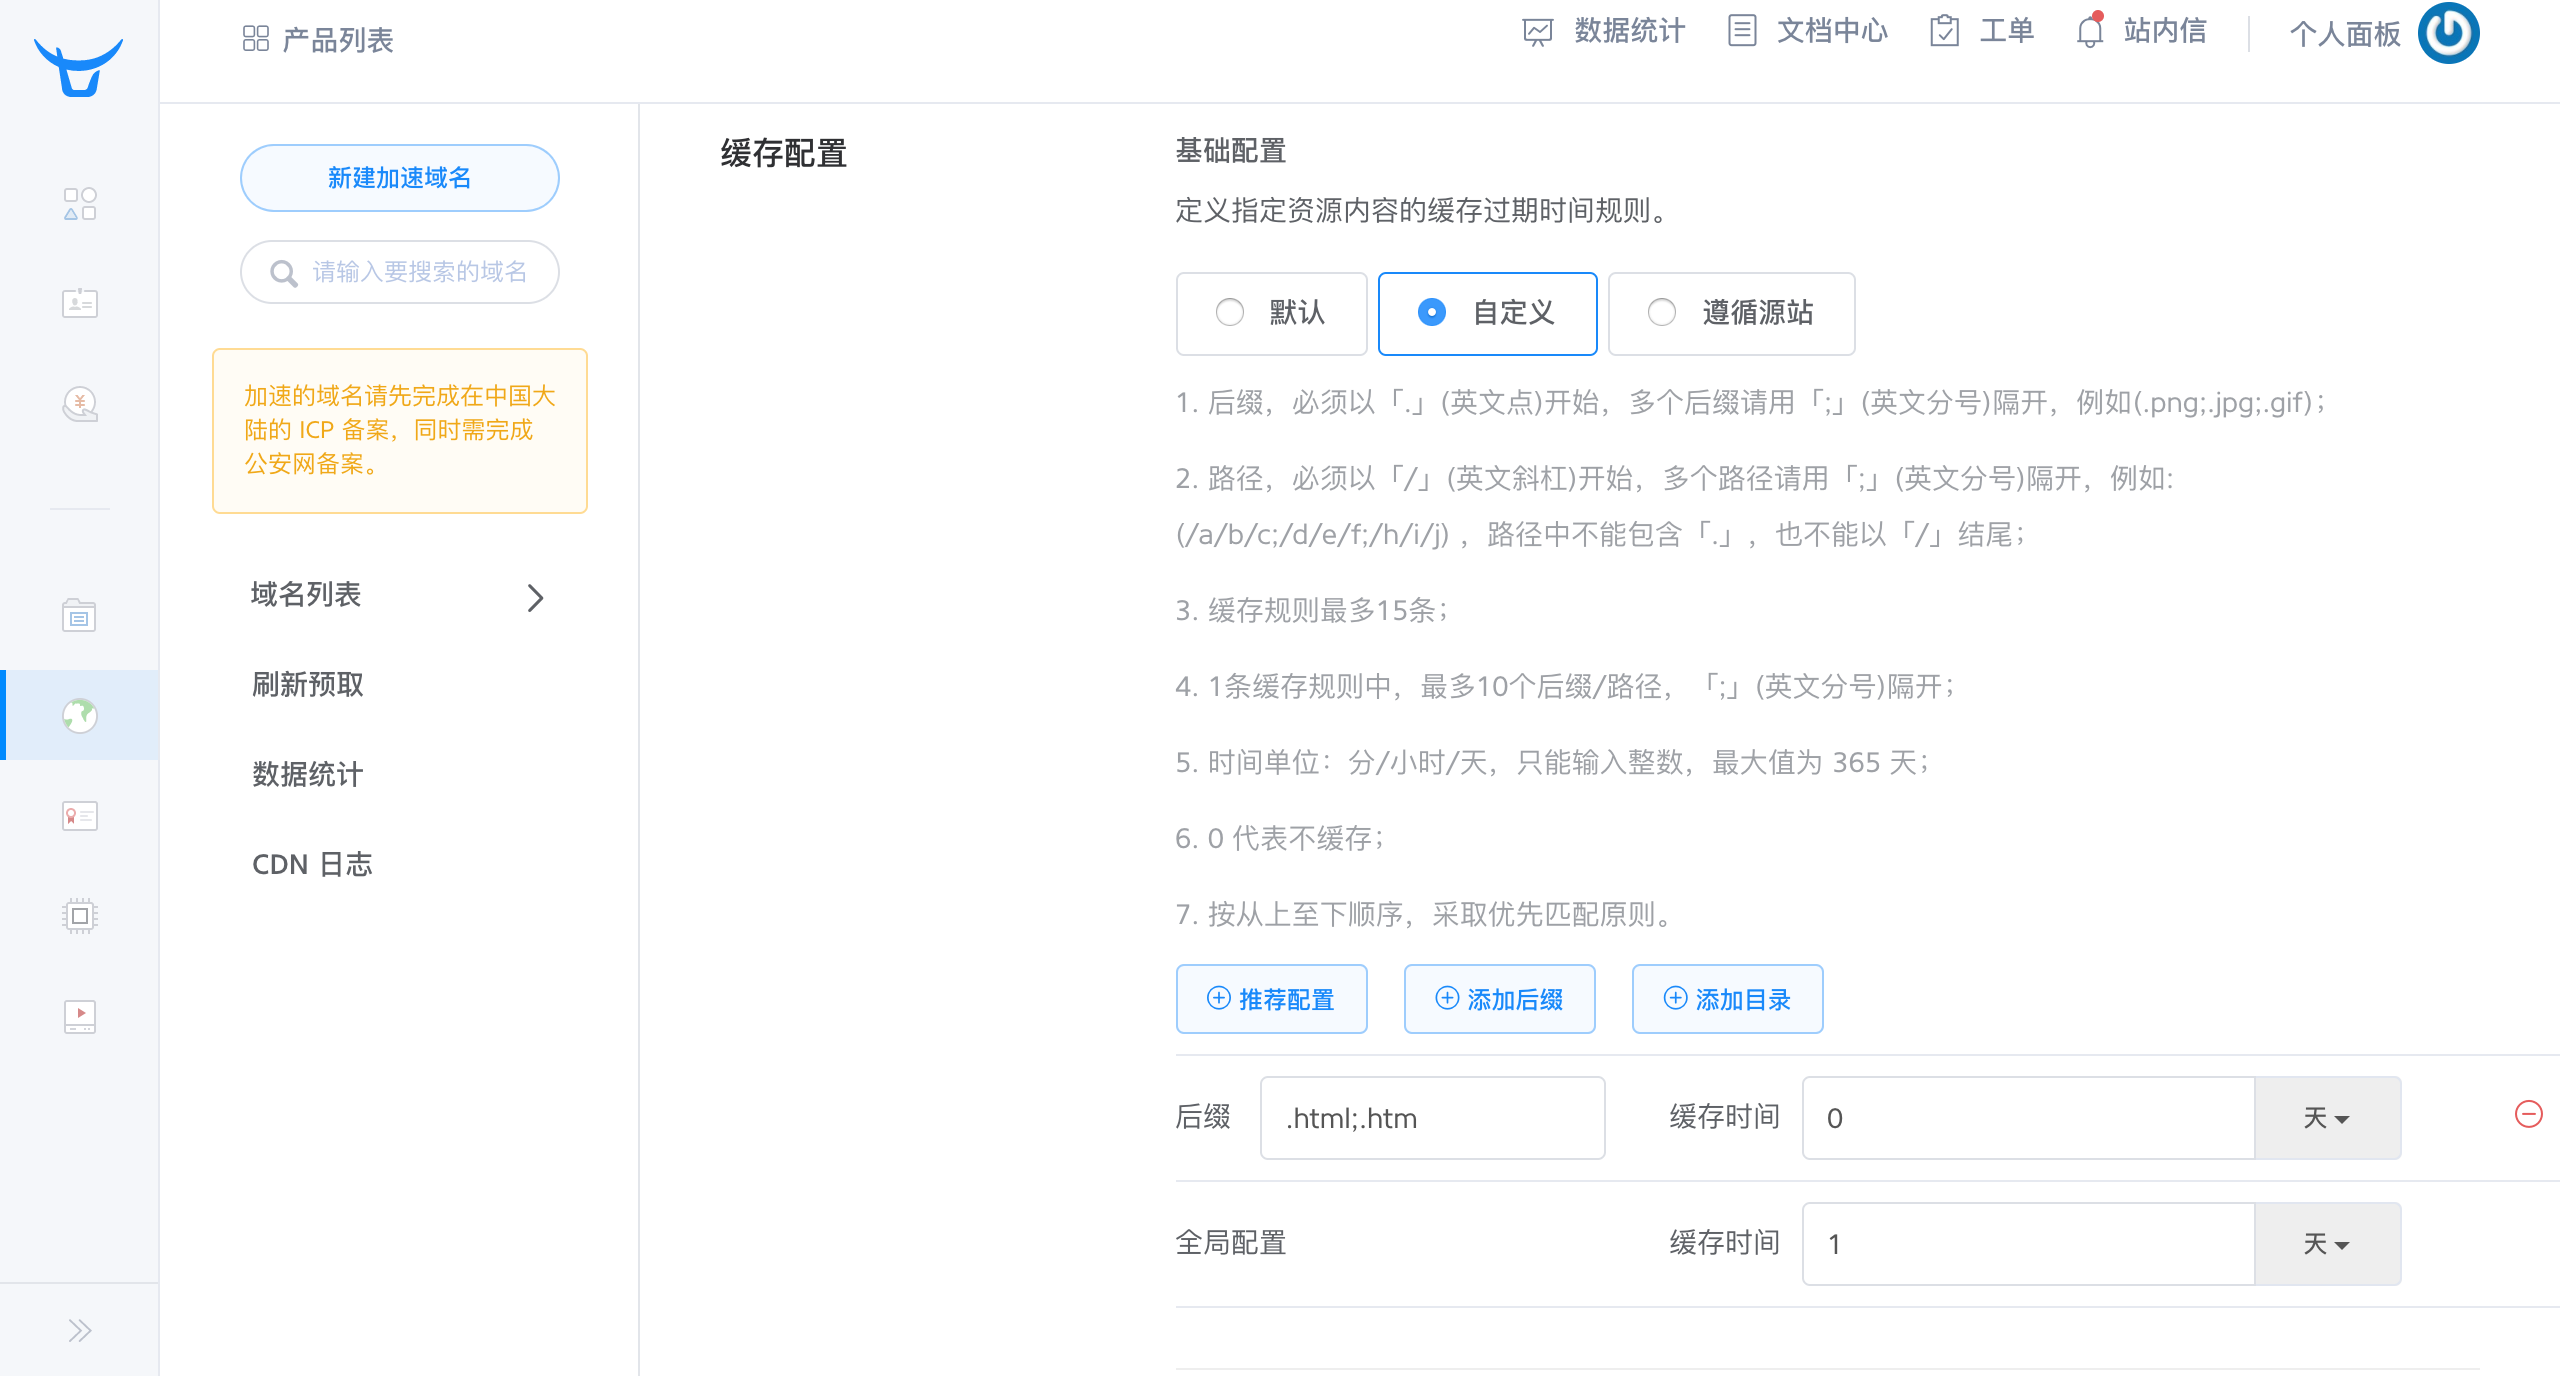 产品列表
数据统计
文档中心
工单
站内信
个人面板
新建加速域名
请输入要搜索的域名
加速的域名请先完成在中国大
陆的 ICP 备案，同时需完成
公安网备案。
域名列表
刷新预取
数据统计
CDN 日志
缓存配置
基础配置
定义指定资源内容的缓存过期时间规则。
默认
自定义
遵循源站
1. 后缀，必须以「.」(英文点)开始，多个后缀请用「;」(英文分号)隔开，例如(.png;.jpg;.gif)；
2. 路径，必须以「/」(英文斜杠)开始，多个路径请用「;」(英文分号)隔开，例如:
(/a/b/c;/d/e/f;/h/i/j) ，路径中不能包含「.」，也不能以「/」结尾；
3. 缓存规则最多15条；
4. 1条缓存规则中，最多10个后缀/路径，「;」(英文分号)隔开；
5. 时间单位：分/小时/天，只能输入整数，最大值为 365 天；
6. 0 代表不缓存；
7. 按从上至下顺序，采取优先匹配原则。
推荐配置
添加后缀
添加目录
后缀 .html;.htm 缓存时间 0 天
全局配置 缓存时间 1 天